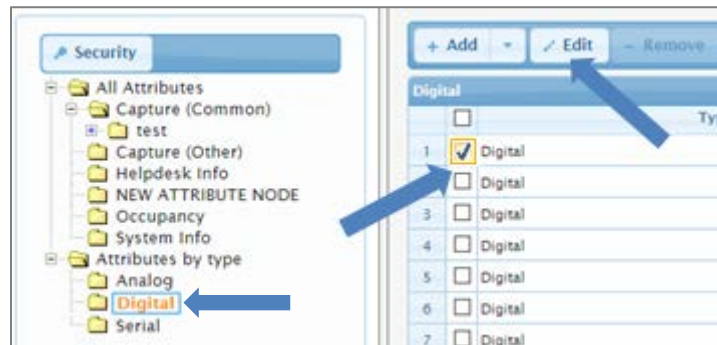 Security
All Attributes
Capture (Common)
test
Capture (Other)
Helpdesk Info
NEW ATTRIBUTE NODE
Occupancy
System Info
Attributes by type
Analog
Digital
Serial
+ Add Edit - Remove
Digital
Ty
1 Digital
Digital
3 Digital
4 Digital
5 Digital
6 Digital
7 Digital